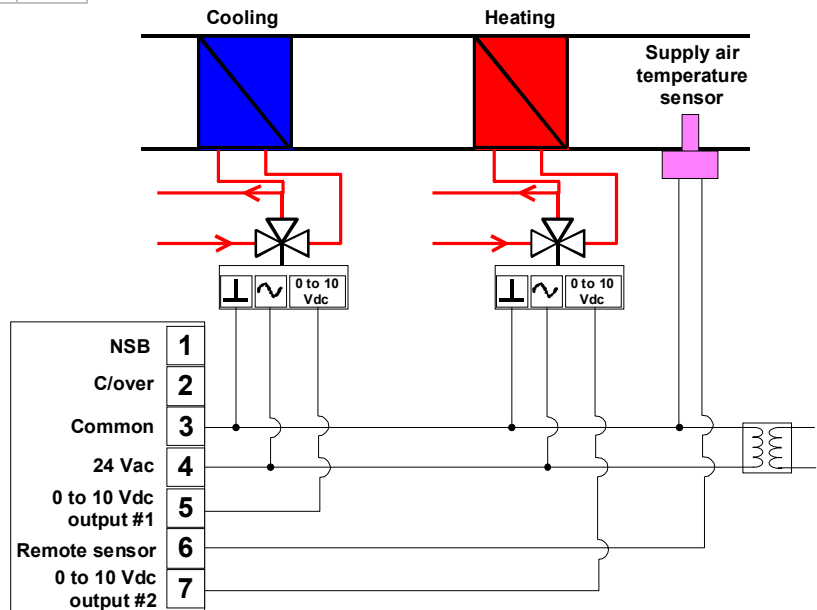 Cooling
Heating
Supply air
temperature
sensor
0 to 10
Vdc
0 to 10
Vdc
NSB 1
C/over 2
Common 3
24 Vac 4
0 to 10 Vdc
output #1 5
Remote sensor 6
0 to 10 Vdc
output #2 7